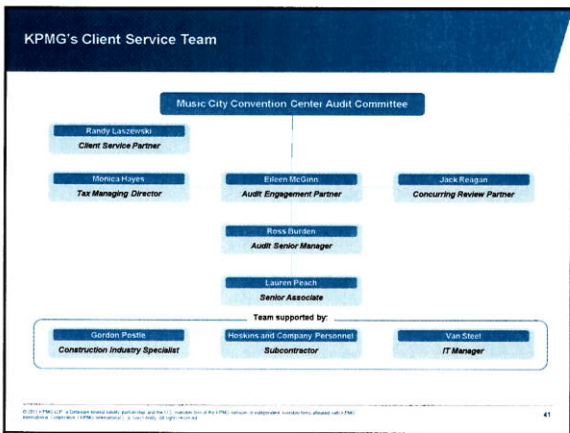 KPMG's Client Service Team
Music City Convention Center Audit Committee
Randy Laszewski
Client Service Partner
Monica Hayes
Tax Managing Director
Eileen McGinn
Audit Engagement Partner
Jack Reagan
Concurring Review Partner
Ross Burden
Audit Senior Manager
Lauren Peach
Senior Associate
Team supported by:
Gordon Postle
Construction Industry Specialist
Hoskins and Company Personnel
Subcontractor
Van Steel
IT Manager
41